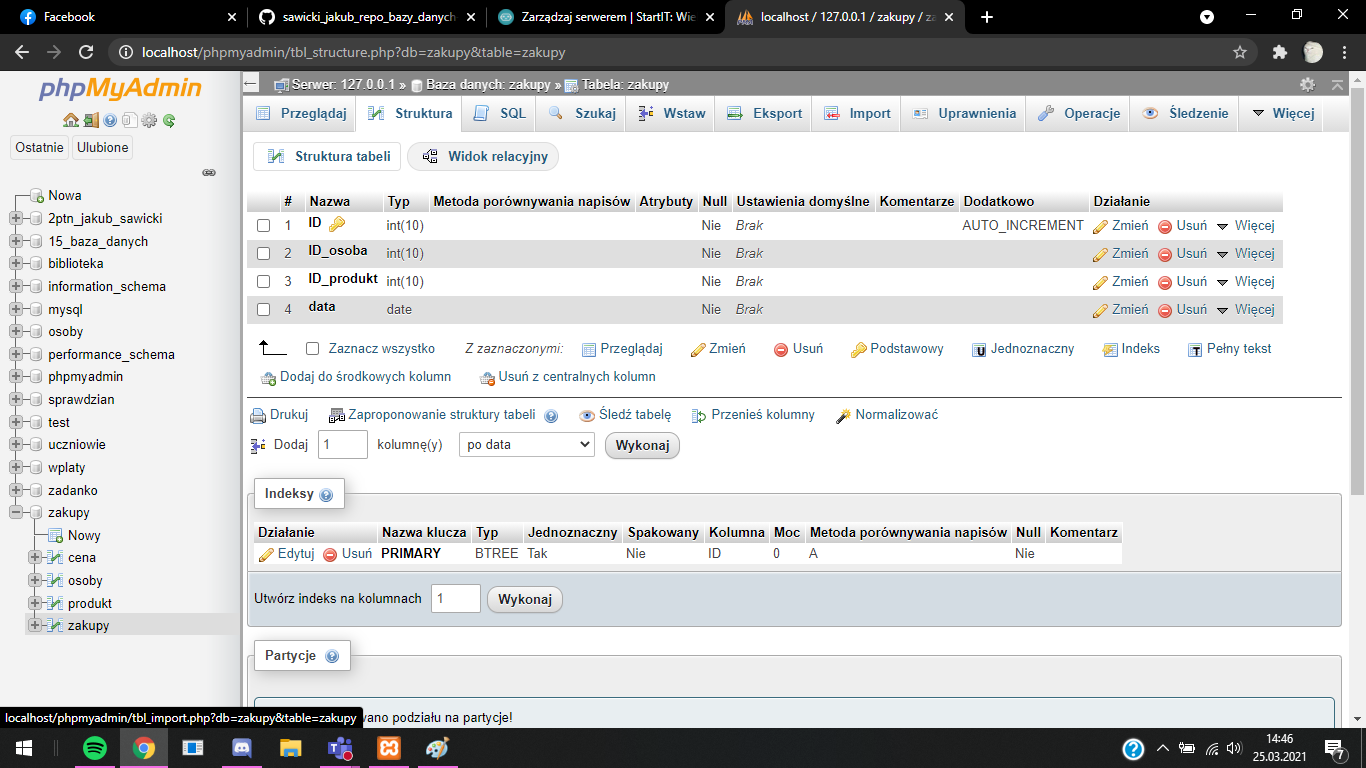 Facebook
sawicki_jakub_repo_bazy_danych
Zarządzaj serwerem | StartIT: Wie
localhost / 127.0.0.1 / zakupy / za
localhost/phpmyadmin/tbl_structure.php?db=zakupy&table=zakupy
phpMyAdmin
Ostatnie Ulubione
Nowa
2ptn_jakub_sawicki
15_baza_danych
biblioteka
information_schema
mysql
osoby
performance_schema
phpmyadmin
sprawdzian
test
uczniowie
wplaty
zadanko
zakupy
Nowy
cena
osoby
produkt
zakupy
Serwer: 127.0.0.1 » Baza danych: zakupy » Tabela: zakupy
Przeglądaj Struktura SQL Szukaj Wstaw Eksport Import Uprawnienia Operacje Śledzenie Więcej
Struktura tabeli Widok relacyjny
# Nazwa Typ Metoda porównywania napisów Atrybuty Null Ustawienia domyślne Komentarze Dodatkowo Działanie
1 ID int(10) Nie Brak AUTO_INCREMENT Zmień Usuń Więcej
2 ID_osoba int(10) Nie Brak Zmień Usuń Więcej
3 ID_produkt int(10) Nie Brak Zmień Usuń Więcej
4 data date Nie Brak Zmień Usuń Więcej
Zaznacz wszystko Z zaznaczonymi: Przeglądaj Zmień Usuń Podstawowy Jednoznaczny Indeks Pełny tekst
Dodaj do środkowych kolumn Usuń z centralnych kolumn
Drukuj Zaproponowanie struktury tabeli Śledź tabelę Przenieś kolumny Normalizować
Dodaj 1 kolumnę(y) po data Wykonaj
Indeksy
Działanie Nazwa klucza Typ Jednoznaczny Spakowany Kolumna Moc Metoda porównywania napisów Null Komentarz
Edytuj Usuń PRIMARY BTREE Tak Nie ID 0 A Nie
Utwórz indeks na kolumnach 1 Wykonaj
Partycje
wano podziału na partycje!
localhost/phpmyadmin/tbl_import.php?db=zakupy&table=zakupy
14:46
25.03.2021
7